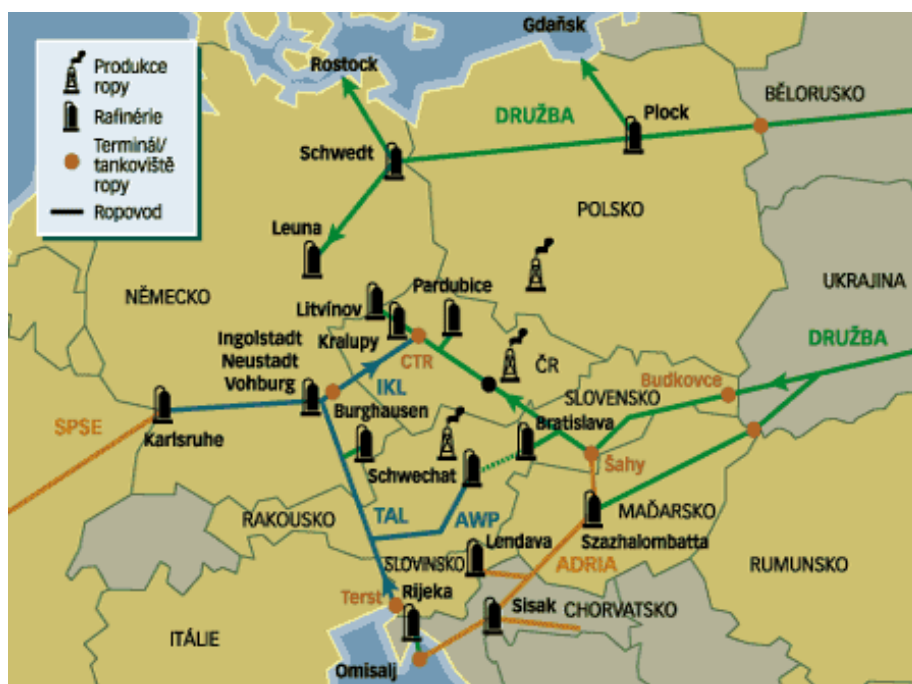 Gdaňsk
Rostock
Produkce
ropy
Rafinérie
Terminál/
tankoviště
ropy
Ropovod
DRUŽBA
Plock
BĚLORUSKO
Schwedt
POLSKO
Leuna
UKRAJINA
NĚMECKO
Pardubice
Litvínov
Ingolstadt
Neustadt
Vohburg
Kralupy
CTR
ČR
DRUŽBA
IKL
SLOVENSKO
Budkovce
SPSE
Karlsruhe
Burghausen
Bratislava
Schwechat
Šahy
RAKOUSKO
TAL
AWP
MAĎARSKO
Szazhalombatta
Lendava
SLOVINSKO
ADRIA
RUMUNSKO
Terst
Rijeka
Sisak
CHORVATSKO
ITÁLIE
Omisalj